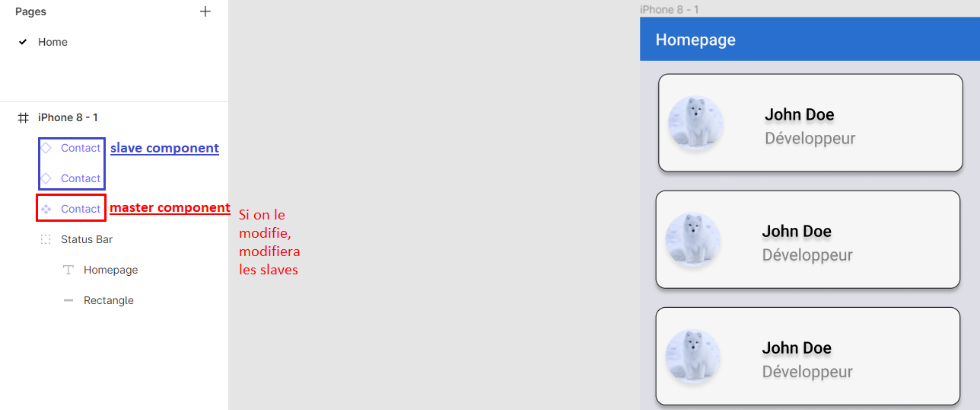 Pages
Home
iPhone 8 - 1
Contact slave component
Contact
Contact master component
Si on le
modifie,
modifiera
les slaves
Status Bar
Homepage
Rectangle
iPhone 8 - 1
Homepage
John Doe
Développeur
John Doe
Développeur
John Doe
Développeur